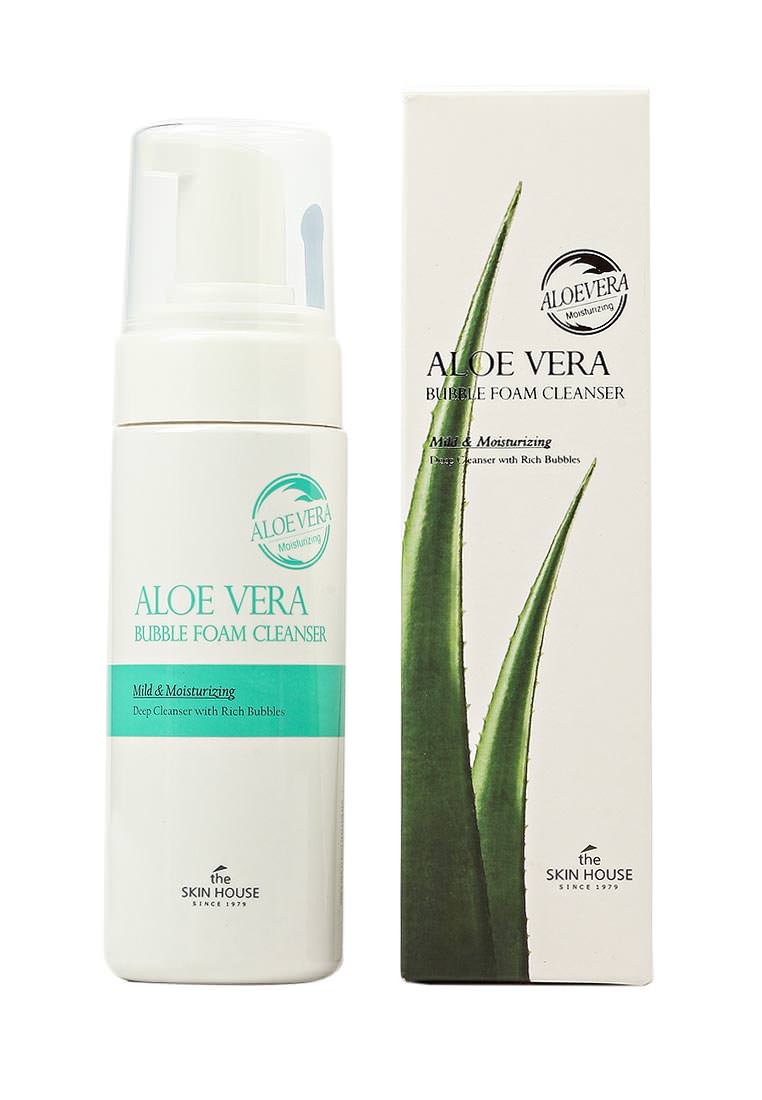 ALOEVERA
Moisturizing
ALOE VERA
BUBBLE FOAM CLEANSER
Mild & Moisturizing
Deep Cleanser with Rich Bubbles
the
SKIN HOUSE
SINCE 1979
ALOEVERA
Moisturizing
ALOE VERA
BUBBLE FOAM CLEANSER
Mild & Moisturizing
Deep Cleanser with Rich Bubbles
the
SKIN HOUSE
SINCE 1979